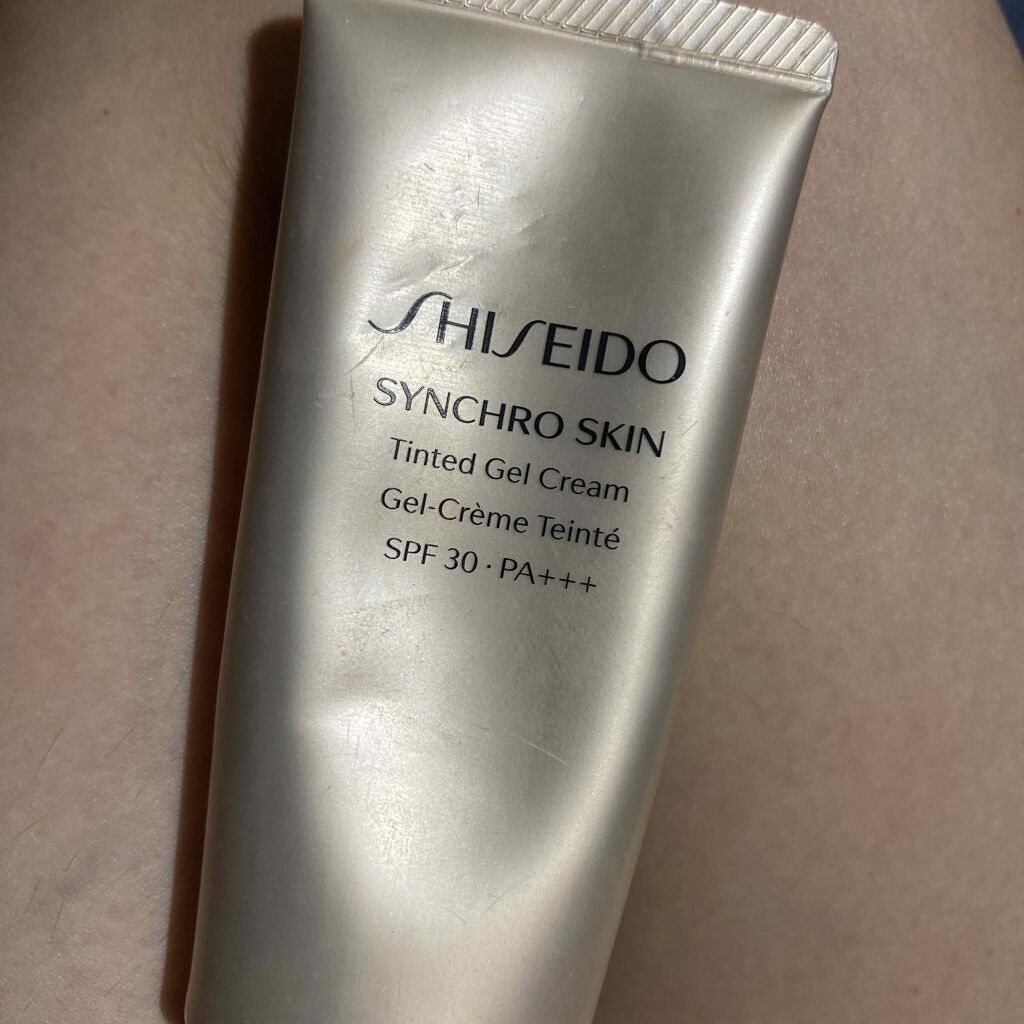 SHISEIDO
SYNCHRO SKIN
Tinted Gel Cream
Gel-Crème Teinté
SPF 30 · PA+++